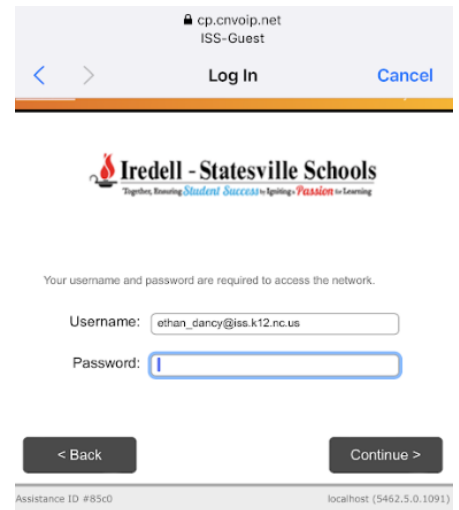 cp.cnvoip.net
ISS-Guest
Log In
Cancel
Iredell - Statesville Schools
Together, Ensuring Student Success by Igniting a Passion for Learning
Your username and password are required to access the network.
Username: ethan_dancy@iss.k12.nc.us
Password:
< Back
Continue >
Assistance ID #85c0
localhost (5462.5.0.1091)